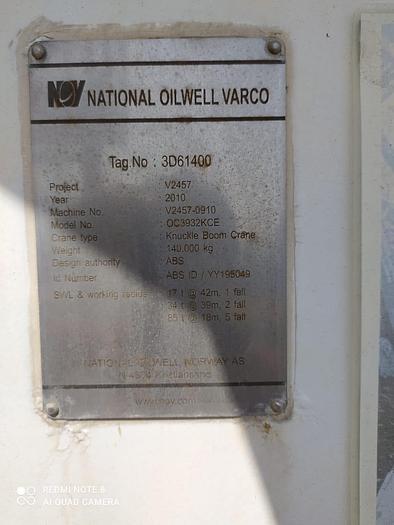 NOV NATIONAL OILWELL VARCO
Tag.No : 3D61400
Project : V2457
Year : 2010
Machine No. : V2457-0910
Model No. : OC3932KCE
Crane type : Knuckle Boom Crane
Weight : 140,000 kg
Design authority : ABS
Id Number : ABS ID / YY195049
SWL & working radius : 17 t @ 42m, 1 fall
34 t @ 39m, 2 fall
85 t @ 18m, 5 fall
NATIONAL OILWELL NORWAY AS
Kristiansand
www.nov.com
REDMI NOTE 8
AI QUAD CAMERA